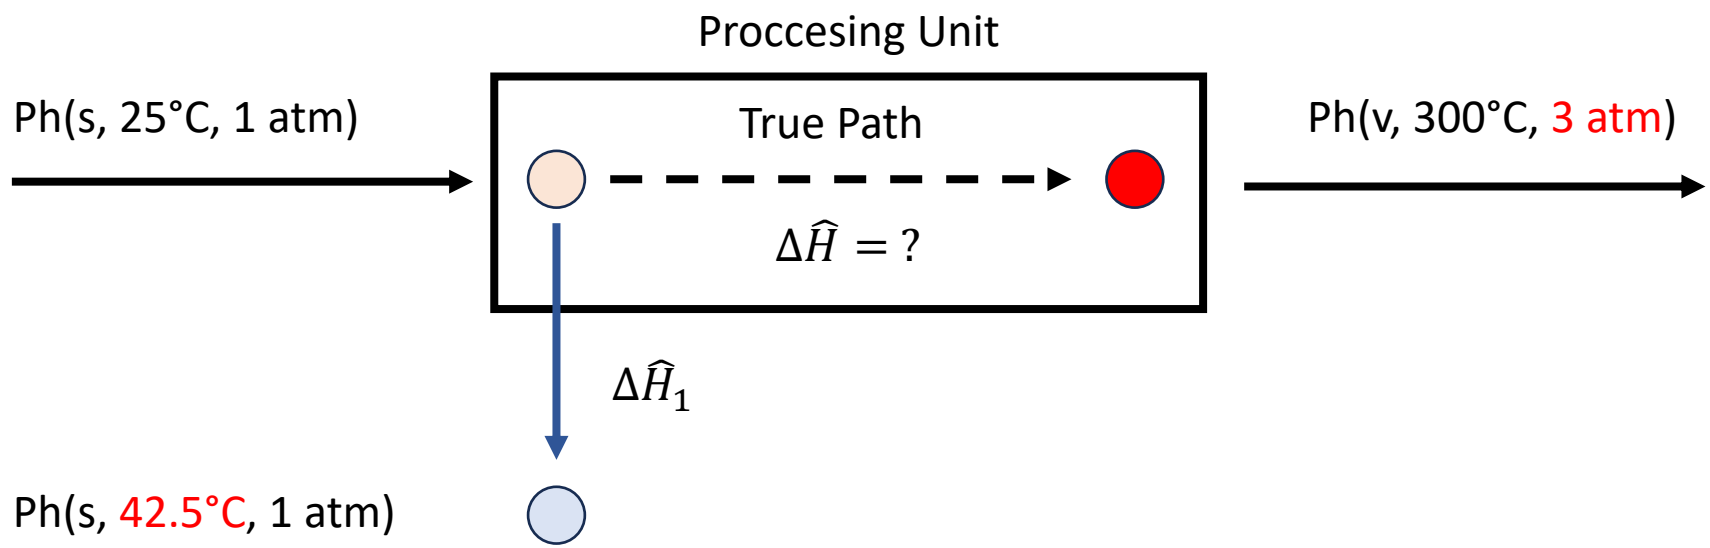 Proccesing Unit
Ph(s, 25°C, 1 atm)
True Path
Ph(v, 300°C, 3 atm)
ΔĤ = ?
ΔĤ₁
Ph(s, 42.5°C, 1 atm)